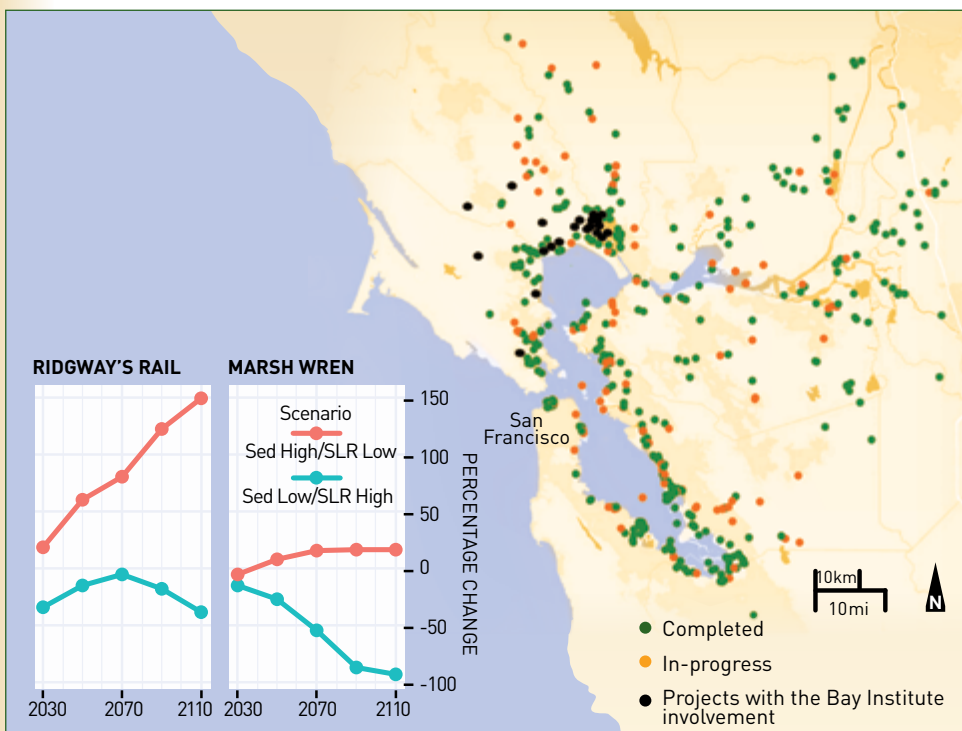 RIDGWAY'S RAIL
MARSH WREN
Scenario
Sed High/SLR Low
Sed Low/SLR High
150
100
50
0
-50
-100
PERCENTAGE CHANGE
2030
2070
2110
2030
2070
2110
San
Francisco
10km
10mi
N
Completed
In-progress
Projects with the Bay Institute
involvement